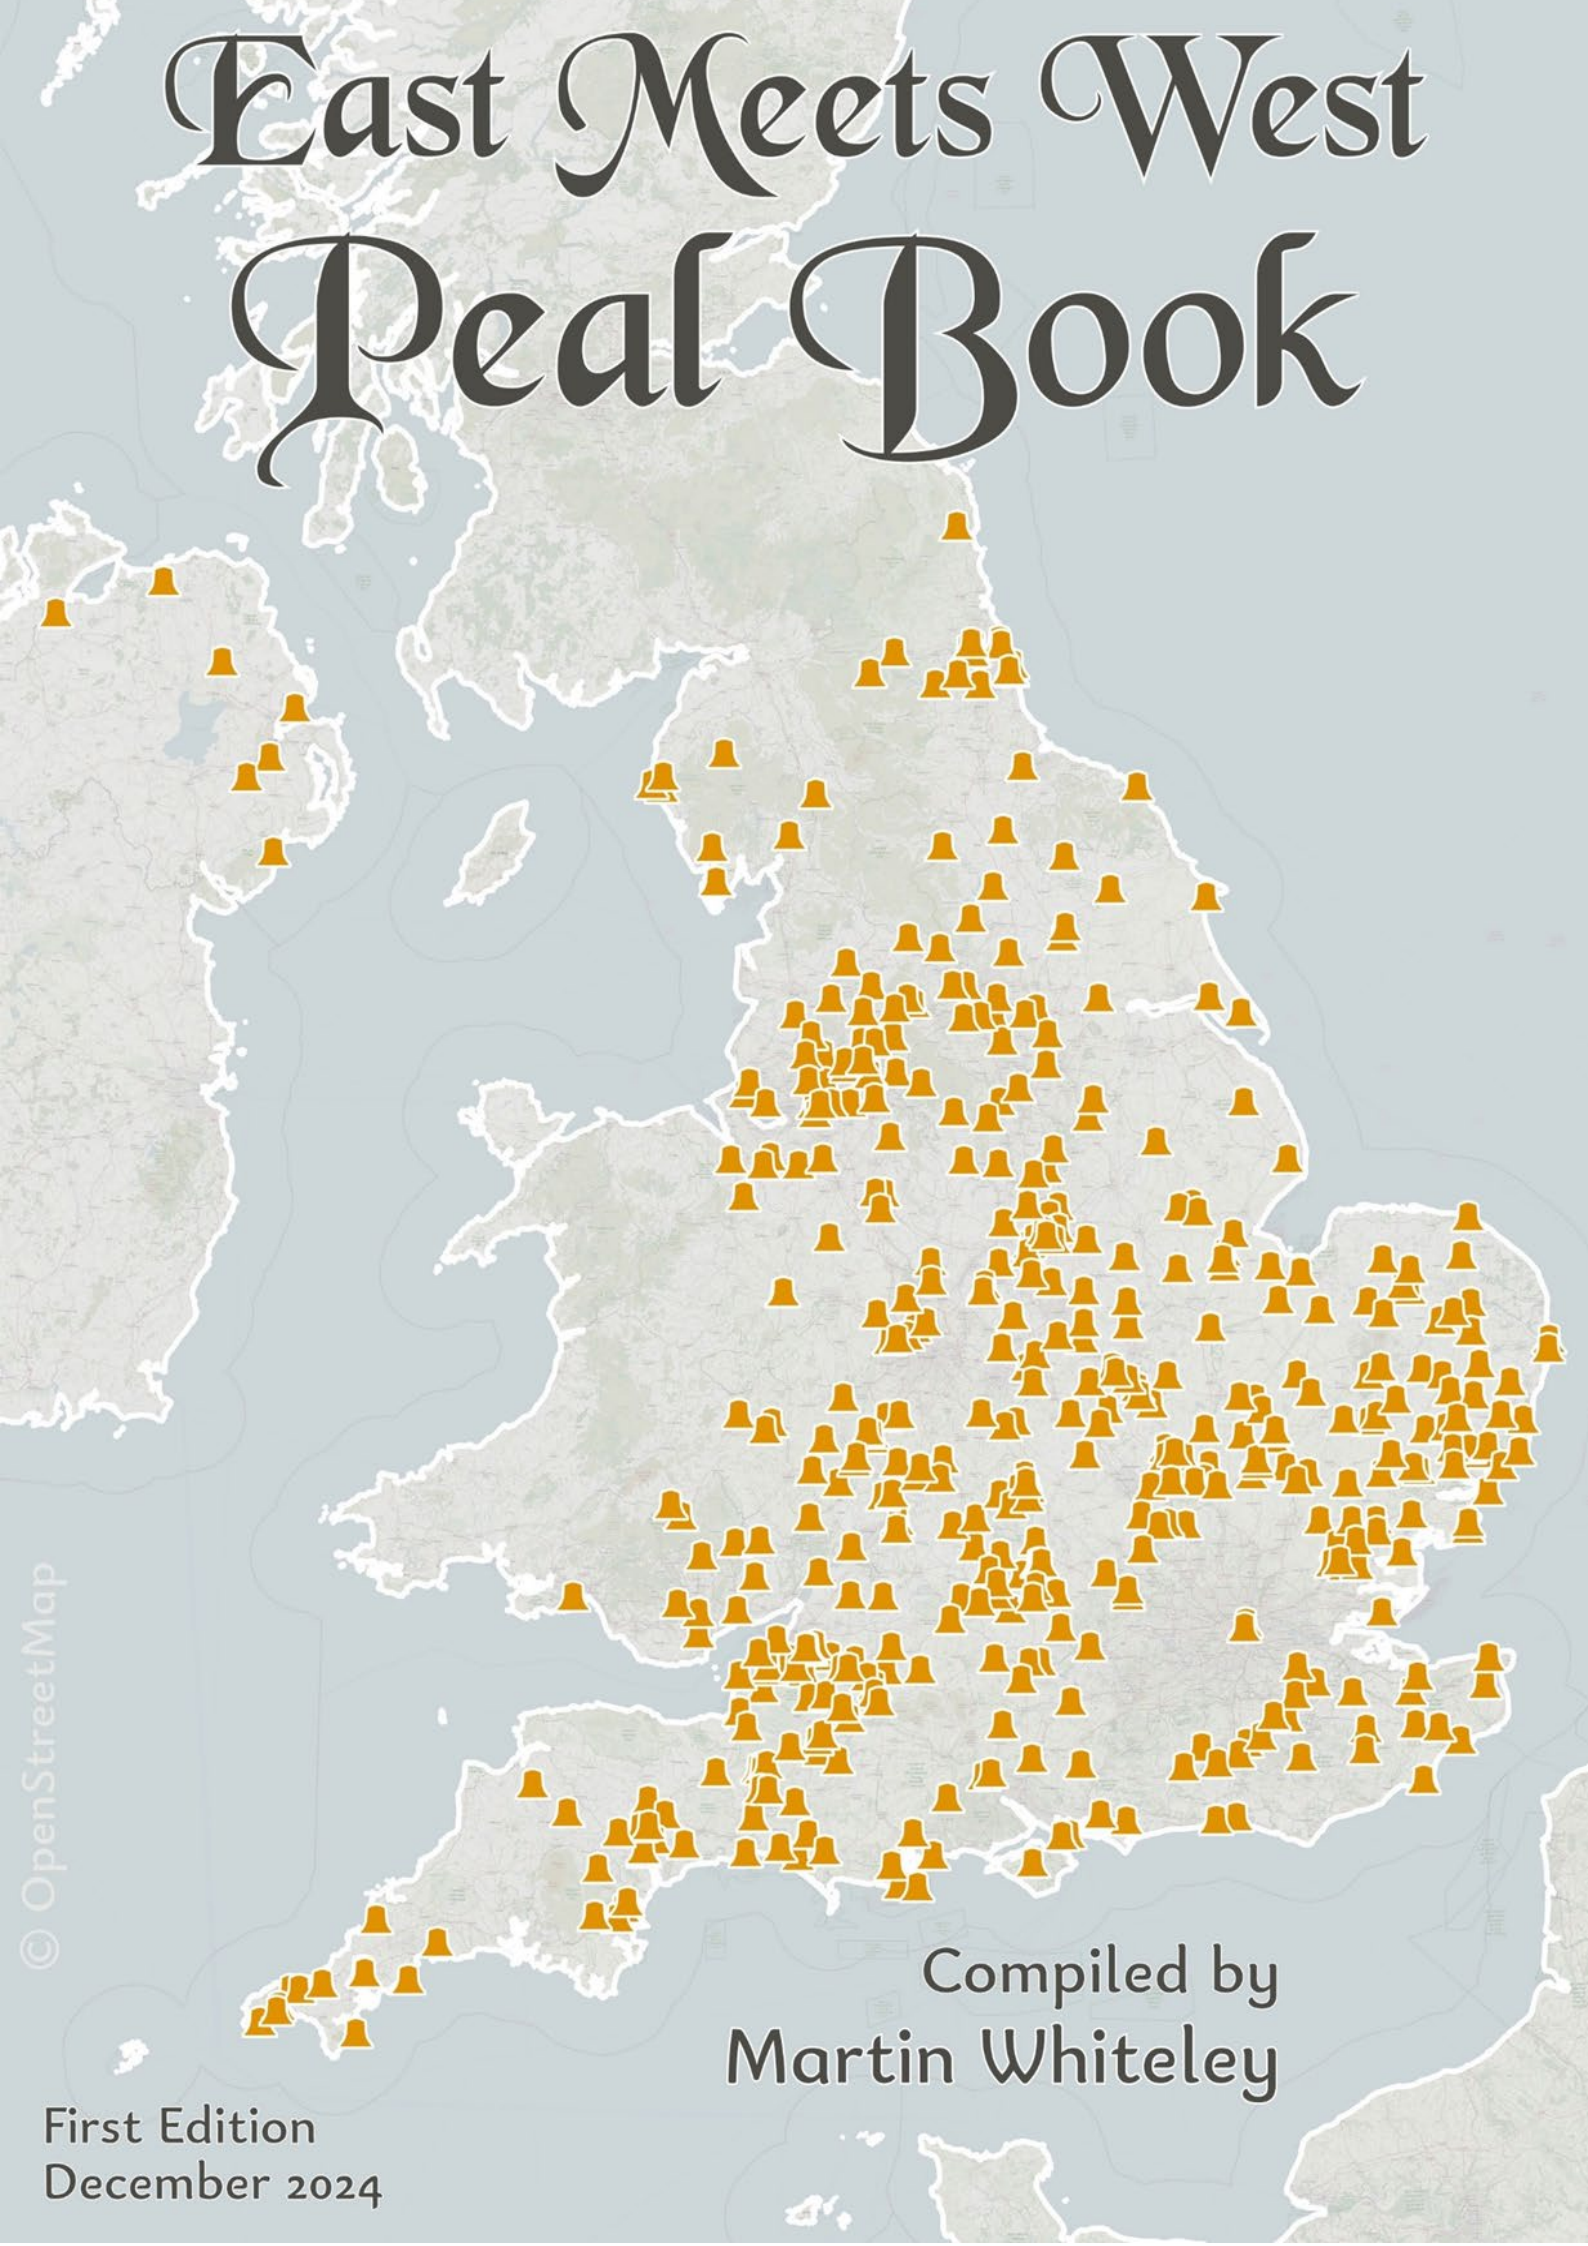 East Meets West
Peal Book
© OpenStreetMap
Compiled by
Martin Whiteley
First Edition
December 2024